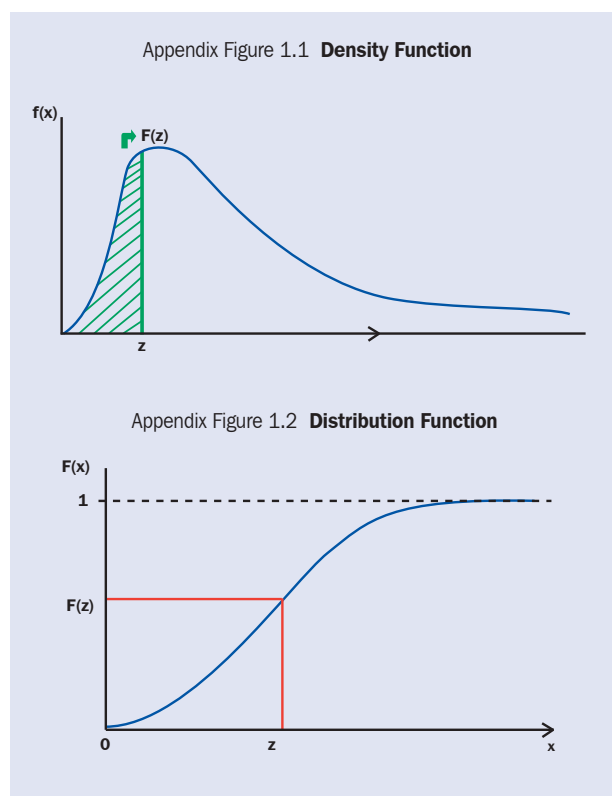 Appendix Figure 1.1 Density Function
f(x)
F(z)
z
Appendix Figure 1.2 Distribution Function
F(x)
1
F(z)
0 z x